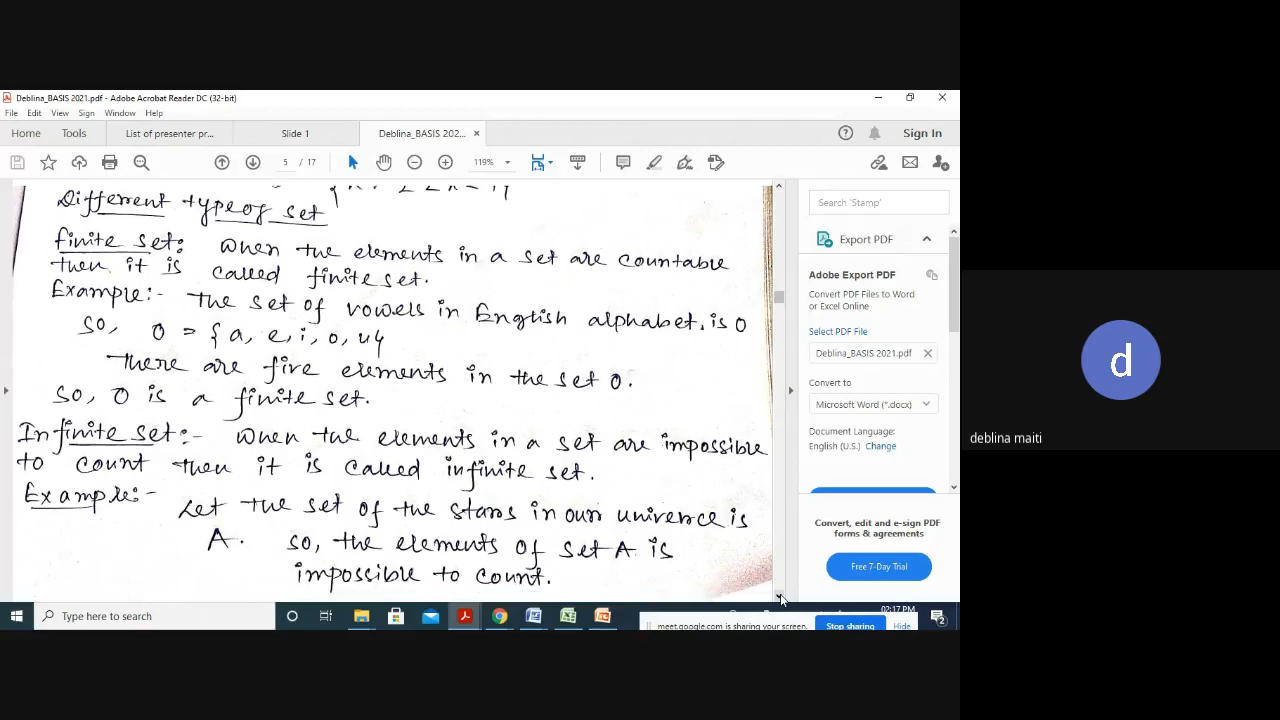 Deblina_BASIS 2021.pdf - Adobe Acrobat Reader DC (32-bit)
File Edit View Sign Window Help
Home Tools List of presenter pr... Slide 1 Deblina_BASIS 202... × Sign In
5 / 17 119%
Different type of set
finite set:- When the elements in a set are countable
then it is called finite set.
Example:- The set of vowels in English alphabet, is O
So, O = {a, e, i, o, u}
There are five elements in the set O.
So, O is a finite set.
Infinite set:- When the elements in a set are impossible
to count then it is called infinite set.
Example:-
Let the set of the stars in our univerce is
A. So, the elements of set A is
impossible to count.
Search 'Stamp'
Export PDF
Adobe Export PDF
Convert PDF Files to Word
or Excel Online
Select PDF File
Deblina_BASIS 2021.pdf
Convert to
Microsoft Word (*.docx)
Document Language:
English (U.S.) Change
Convert, edit and e-sign PDF
forms & agreements
Free 7-Day Trial
Type here to search
02:17 PM
2
meet.google.com is sharing your screen. Stop sharing Hide
d
deblina maiti